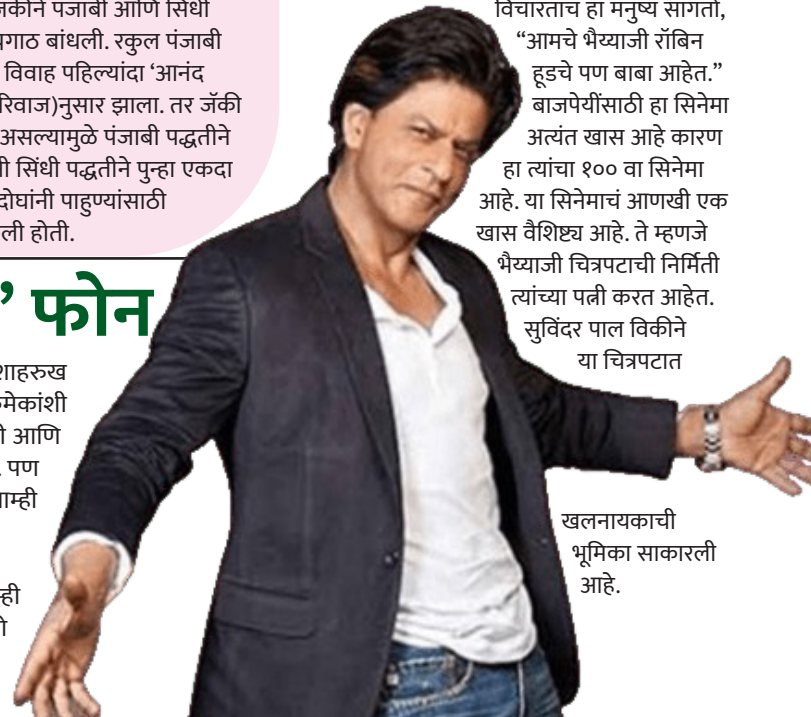 पंजाबी आणि सिंधी
बांधली. रकुल पंजाबी
विवाह पहिल्यांदा ‘आनंद
झाला. तर जॅकी
असल्यामुळे पंजाबी पद्धतीने
सिंधी पद्धतीने पुन्हा एकदा
दोघांनी पाहुण्यांसाठी
होती.
’ फोन
शाहरुख
आणि
पण
विचारताच हा मनुष्य सांगतो,
“आमचे भैय्याजी रॉबिन
हूडचे पण बाबा आहेत.”
बाजपेयींसाठी हा सिनेमा
अत्यंत खास आहे कारण
हा त्यांचा १०० वा सिनेमा
आहे. या सिनेमाचं आणखी एक
खास वैशिष्ट्य आहे. ते म्हणजे
भैय्याजी चित्रपटाची निर्मिती
त्यांच्या पत्नी करत आहेत.
सुविंदर पाल विकीने
या चित्रपटात
खलनायकाची
भूमिका साकारली
आहे.